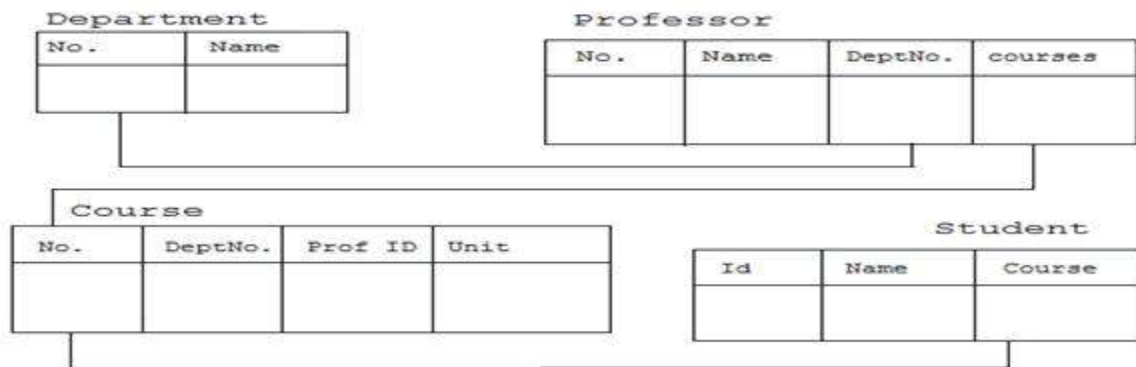 Department
No. Name
Professor
No. Name DeptNo. courses
Course
No. DeptNo. Prof ID Unit
Student
Id Name Course